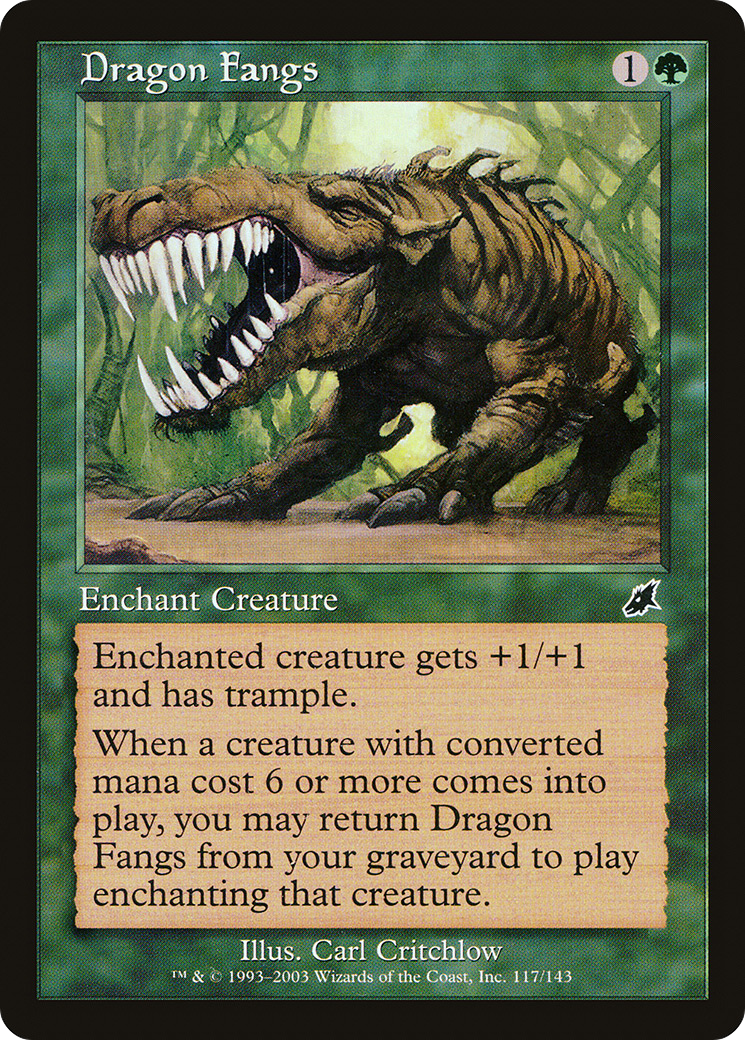 Dragon Fangs 1
Enchant Creature
Enchanted creature gets +1/+1
and has trample.
When a creature with converted
mana cost 6 or more comes into
play, you may return Dragon
Fangs from your graveyard to play
enchanting that creature.
Illus. Carl Critchlow
™ & © 1993–2003 Wizards of the Coast, Inc. 117/143